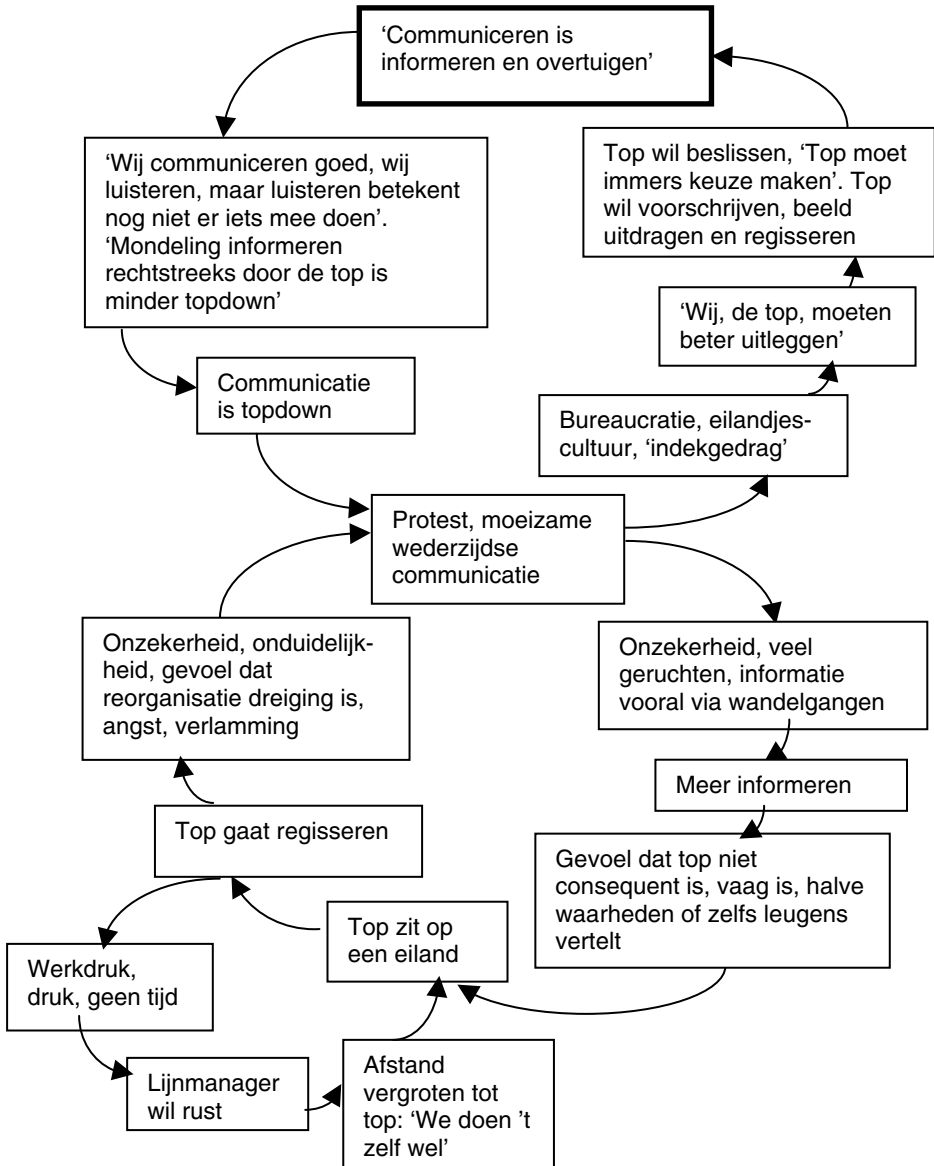 ‘Communiceren is
informeren en overtuigen’
‘Wij communiceren goed, wij
luisteren, maar luisteren betekent
nog niet er iets mee doen’.
‘Mondeling informeren
rechtstreeks door de top is
minder topdown’
Top wil beslissen, ‘Top moet
immers keuze maken’. Top
wil voorschrijven, beeld
uitdragen en regisseren
‘Wij, de top, moeten
beter uitleggen’
Communicatie
is topdown
Bureaucratie, eilandjes-
cultuur, ‘indekgedrag’
Protest, moeizame
wederzijdse
communicatie
Onzekerheid, onduidelijk-
heid, gevoel dat
reorganisatie dreiging is,
angst, verlamming
Onzekerheid, veel
geruchten, informatie
vooral via wandelgangen
Meer informeren
Top gaat regisseren
Gevoel dat top niet
consequent is, vaag is, halve
waarheden of zelfs leugens
vertelt
Top zit op
een eiland
Werkdruk,
druk, geen tijd
Lijnmanager
wil rust
Afstand
vergroten tot
top: ‘We doen ’t
zelf wel’